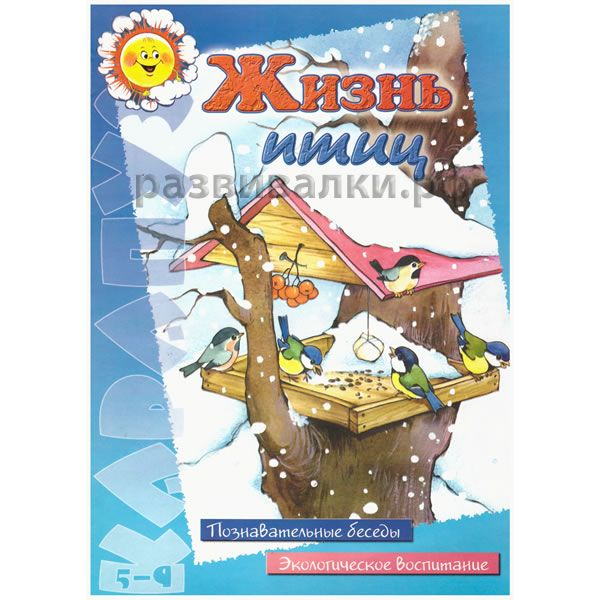 Жизнь
птиц
развивалки.рф
КАРАПУЗ
5-9
Познавательные беседы
Экологическое воспитание